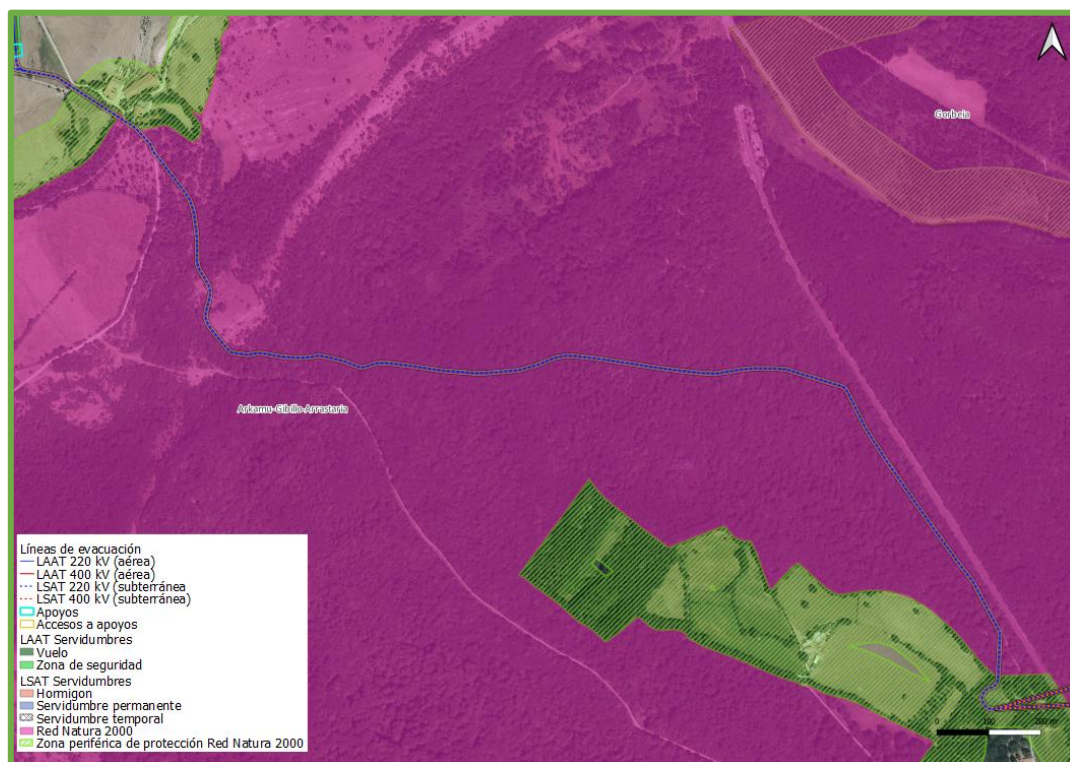 Gorbeia
Arkamu-Gibillo-Arrastaria
Líneas de evacuación
LAAT 220 kV (aérea)
LAAT 400 kV (aérea)
LSAT 220 kV (subterránea
LSAT 400 kV (subterránea)
Apoyos
Accesos a apoyos
LAAT Servidumbres
Vuelo
Zona de seguridad
LSAT Servidumbres
Hormigon
Servidumbre permanente
Servidumbre temporal
Red Natura 2000
Zona periférica de protección Red Natura 2000
0 100 200 m